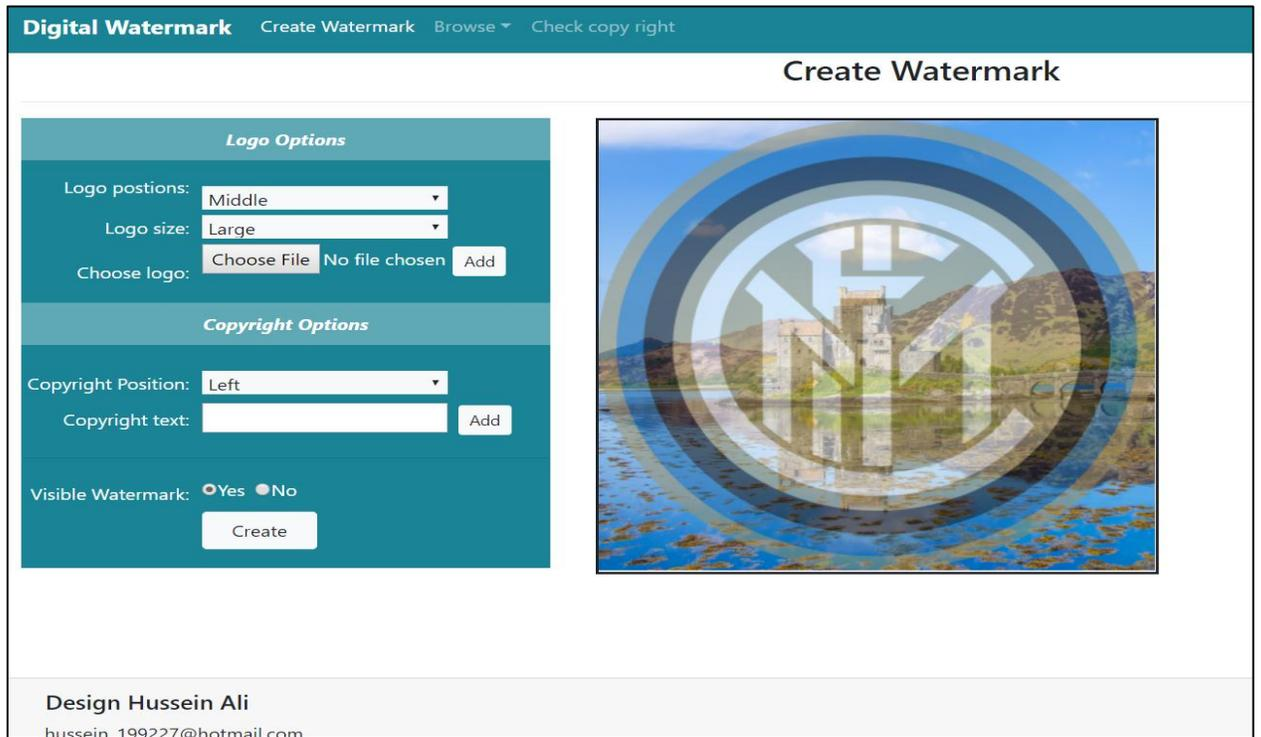 Digital Watermark Create Watermark Browse Check copy right
Create Watermark
Logo Options
Logo postions: Middle
Logo size: Large
Choose logo: Choose File No file chosen Add
Copyright Options
Copyright Position: Left
Copyright text: Add
Visible Watermark: Yes No
Create
Design Hussein Ali
hussein_199227@hotmail.com